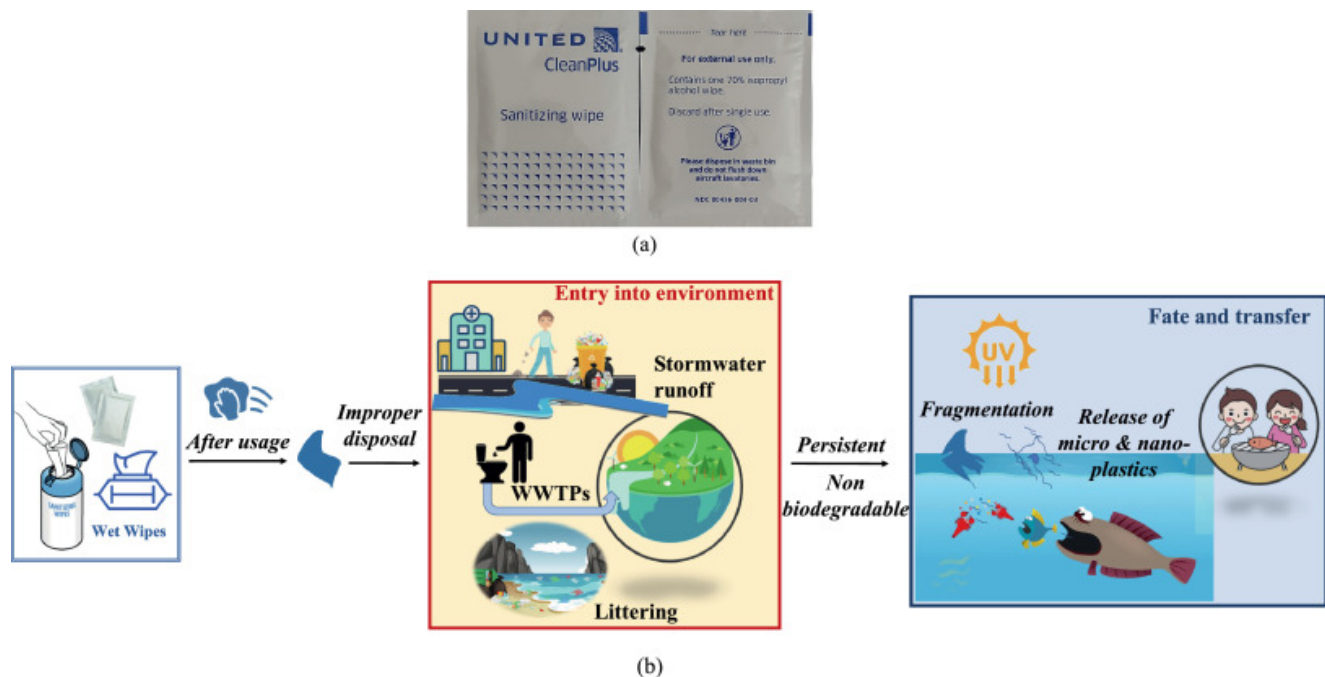 UNITED
CleanPlus
Sanitizing wipe
Tear here
For external use only.
Contains one 70% isopropyl
alcohol wipe.
Discard after single use.
Please dispose in waste bin
and do not flush down
aircraft lavatories.
(a)
SANITIZING
WIPES
Wet Wipes
After usage
Improper
disposal
Entry into environment
Stormwater
runoff
WWTPs
Littering
Persistent
Non
biodegradable
Fate and transfer
UV
Fragmentation
Release of
micro & nano-
plastics
(b)